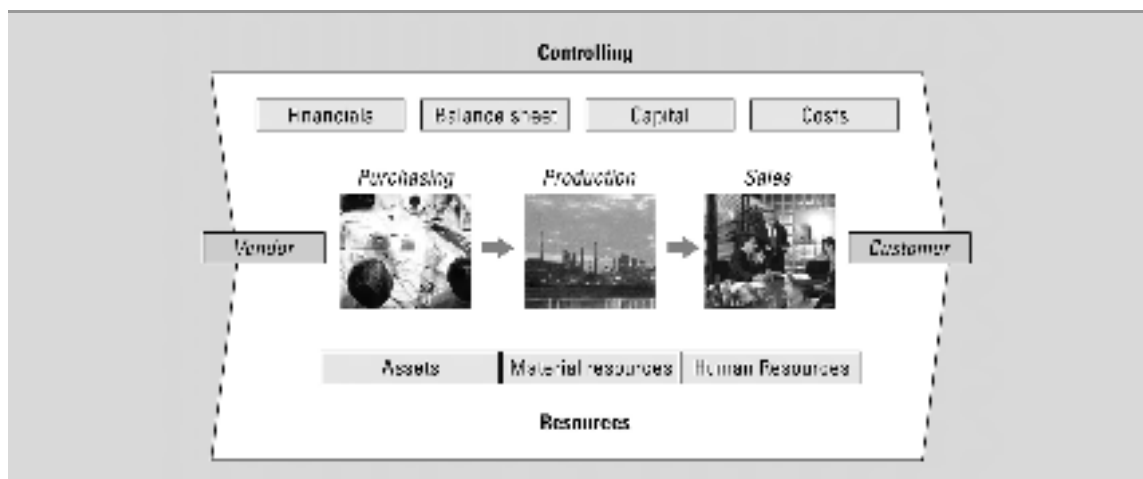 Controlling
Financials Balance sheet Capital Costs
Purchasing Production Sales
Vendor Customer
Assets Material resources Human Resources
Resources